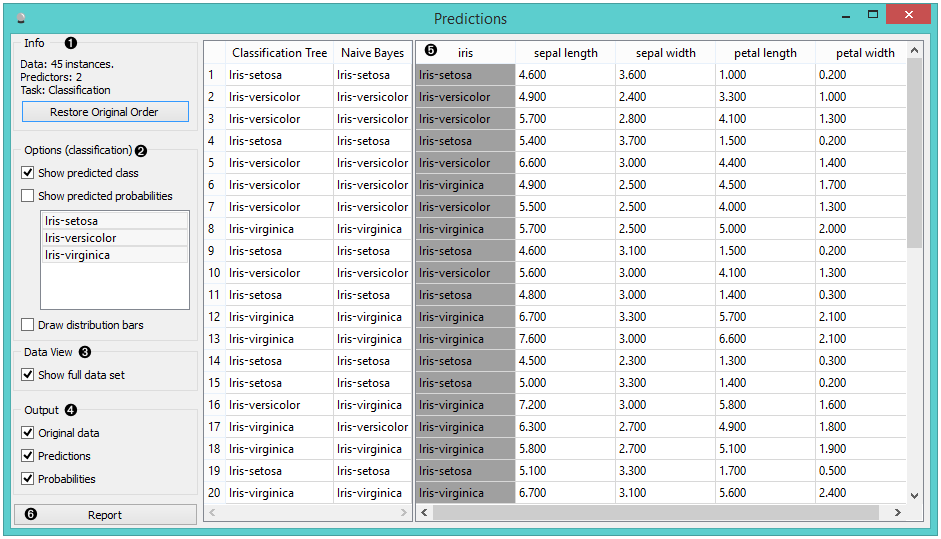 Predictions
Info ❶
Data: 45 instances.
Predictors: 2
Task: Classification
Restore Original Order
Options (classification) ❷
Show predicted class
Show predicted probabilities
Iris-setosa
Iris-versicolor
Iris-virginica
Draw distribution bars
Data View ❸
Show full data set
Output ❹
Original data
Predictions
Probabilities
❻ Report
Classification Tree Naive Bayes ❺ iris sepal length sepal width petal length petal width
1 Iris-setosa Iris-setosa Iris-setosa 4.600 3.600 1.000 0.200
2 Iris-versicolor Iris-versicolor Iris-versicolor 4.900 2.400 3.300 1.000
3 Iris-versicolor Iris-versicolor Iris-versicolor 5.700 2.800 4.100 1.300
4 Iris-setosa Iris-setosa Iris-setosa 5.400 3.700 1.500 0.200
5 Iris-versicolor Iris-versicolor Iris-versicolor 6.600 3.000 4.400 1.400
6 Iris-versicolor Iris-versicolor Iris-virginica 4.900 2.500 4.500 1.700
7 Iris-versicolor Iris-versicolor Iris-versicolor 5.500 2.500 4.000 1.300
8 Iris-virginica Iris-virginica Iris-virginica 5.700 2.500 5.000 2.000
9 Iris-setosa Iris-setosa Iris-setosa 4.600 3.100 1.500 0.200
10 Iris-versicolor Iris-versicolor Iris-versicolor 5.600 3.000 4.100 1.300
11 Iris-setosa Iris-setosa Iris-setosa 4.800 3.000 1.400 0.300
12 Iris-virginica Iris-virginica Iris-virginica 6.700 3.300 5.700 2.100
13 Iris-virginica Iris-virginica Iris-virginica 7.600 3.000 6.600 2.100
14 Iris-setosa Iris-setosa Iris-setosa 4.500 2.300 1.300 0.300
15 Iris-setosa Iris-setosa Iris-setosa 5.000 3.300 1.400 0.200
16 Iris-versicolor Iris-virginica Iris-virginica 7.200 3.000 5.800 1.600
17 Iris-virginica Iris-versicolor Iris-virginica 6.300 2.700 4.900 1.800
18 Iris-virginica Iris-virginica Iris-virginica 5.800 2.700 5.100 1.900
19 Iris-setosa Iris-setosa Iris-setosa 5.100 3.300 1.700 0.500
20 Iris-virginica Iris-virginica Iris-virginica 6.700 3.100 5.600 2.400